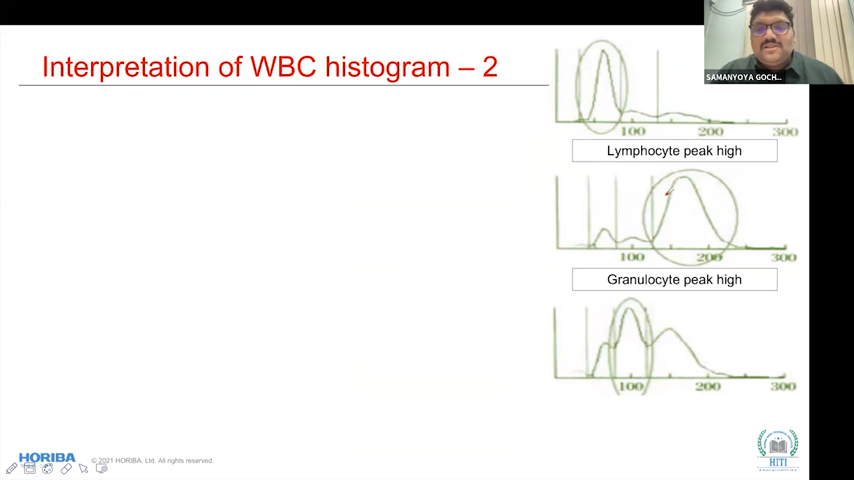 SAMANYOYA GOCH...
Interpretation of WBC histogram – 2
100 200 300
Lymphocyte peak high
100 200 300
Granulocyte peak high
100 200 300
HORIBA
© 2021 HORIBA, Ltd. All rights reserved.
HITI